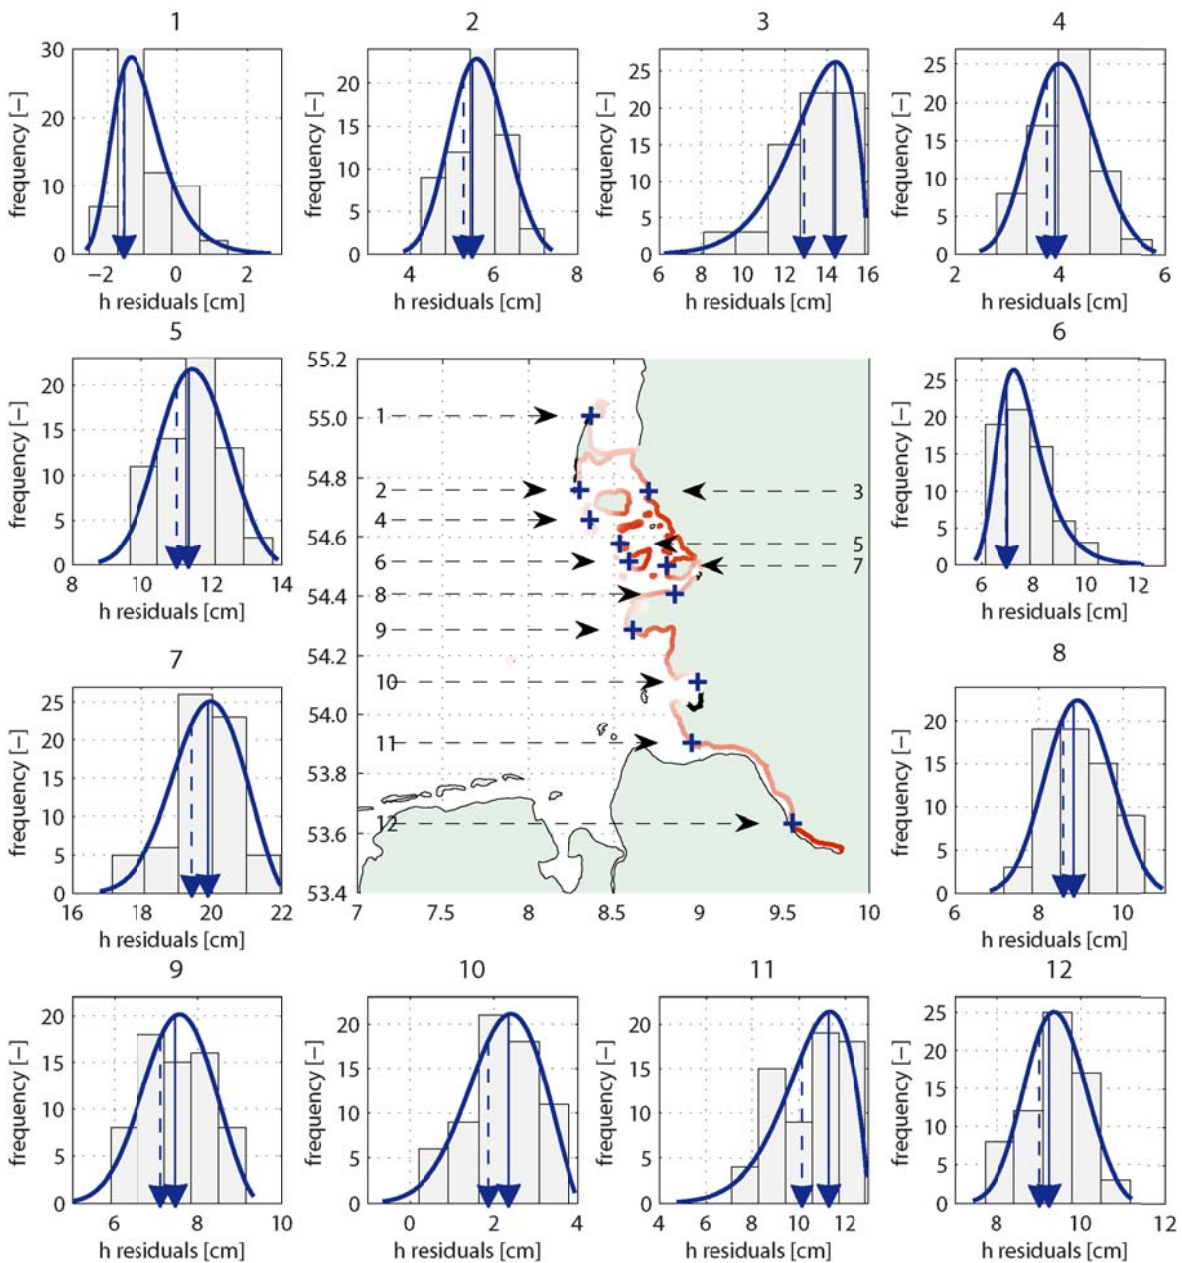 1 2 3 4
frequency [−] 30 20 10 0 −2 0 2 h residuals [cm]
frequency [−] 20 15 10 5 0 4 6 8 h residuals [cm]
frequency [−] 25 20 15 10 5 0 6 8 10 12 14 16 h residuals [cm]
frequency [−] 25 20 15 10 5 0 2 4 6 h residuals [cm]
5
frequency [−] 20 15 10 5 0 8 10 12 14 h residuals [cm]
55.2
55.0
54.8
54.6
54.4
54.2
54.0
53.8
53.6
53.4
7 7.5 8 8.5 9 9.5 10
1
2 3
4
5
6 7
8
9
10
11
12
6
frequency [−] 25 20 15 10 5 0 6 8 10 12 h residuals [cm]
7
frequency [−] 25 20 15 10 5 0 16 18 20 22 h residuals [cm]
8
frequency [−] 20 15 10 5 0 6 8 10 h residuals [cm]
9 10 11 12
frequency [−] 20 15 10 5 0 6 8 10 h residuals [cm]
frequency [−] 20 15 10 5 0 0 2 4 h residuals [cm]
frequency [−] 20 15 10 5 0 4 6 8 10 12 h residuals [cm]
frequency [−] 25 20 15 10 5 0 8 10 12 h residuals [cm]